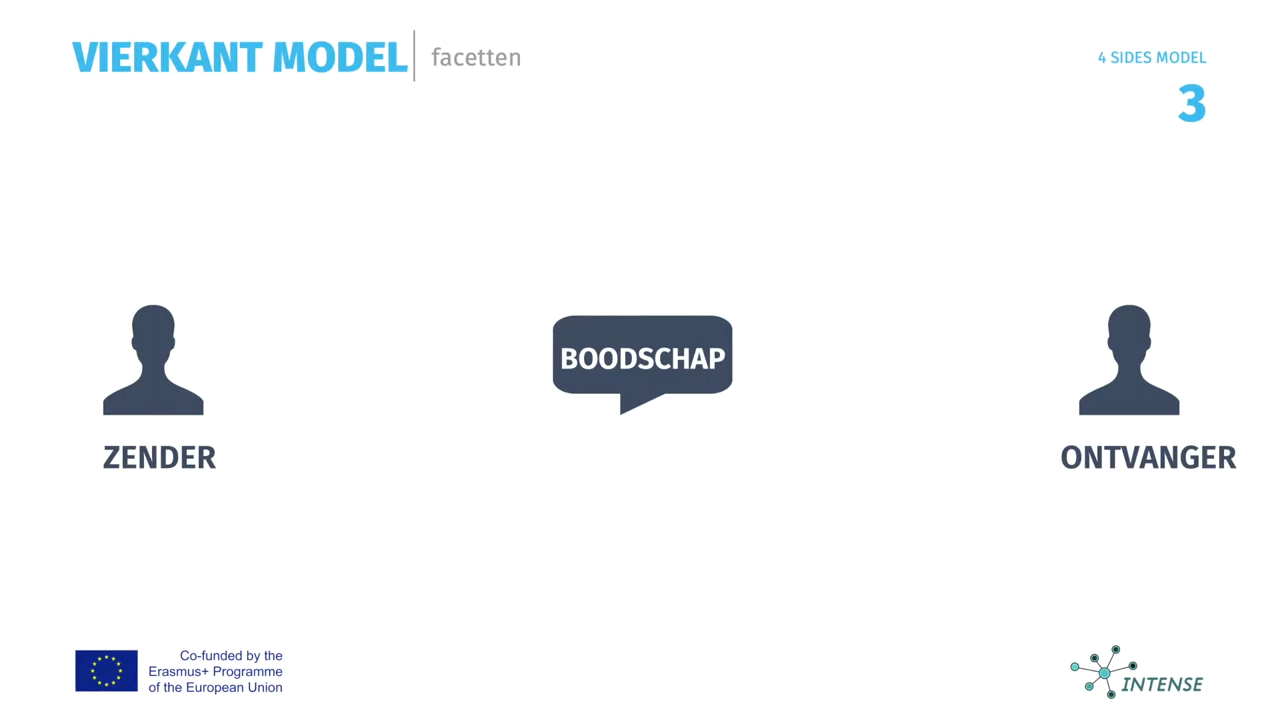 VIERKANT MODEL
facetten
4 SIDES MODEL
3
BOODSCHAP
ZENDER
ONTVANGER
Co-funded by the
Erasmus+ Programme
of the European Union
INTENSE